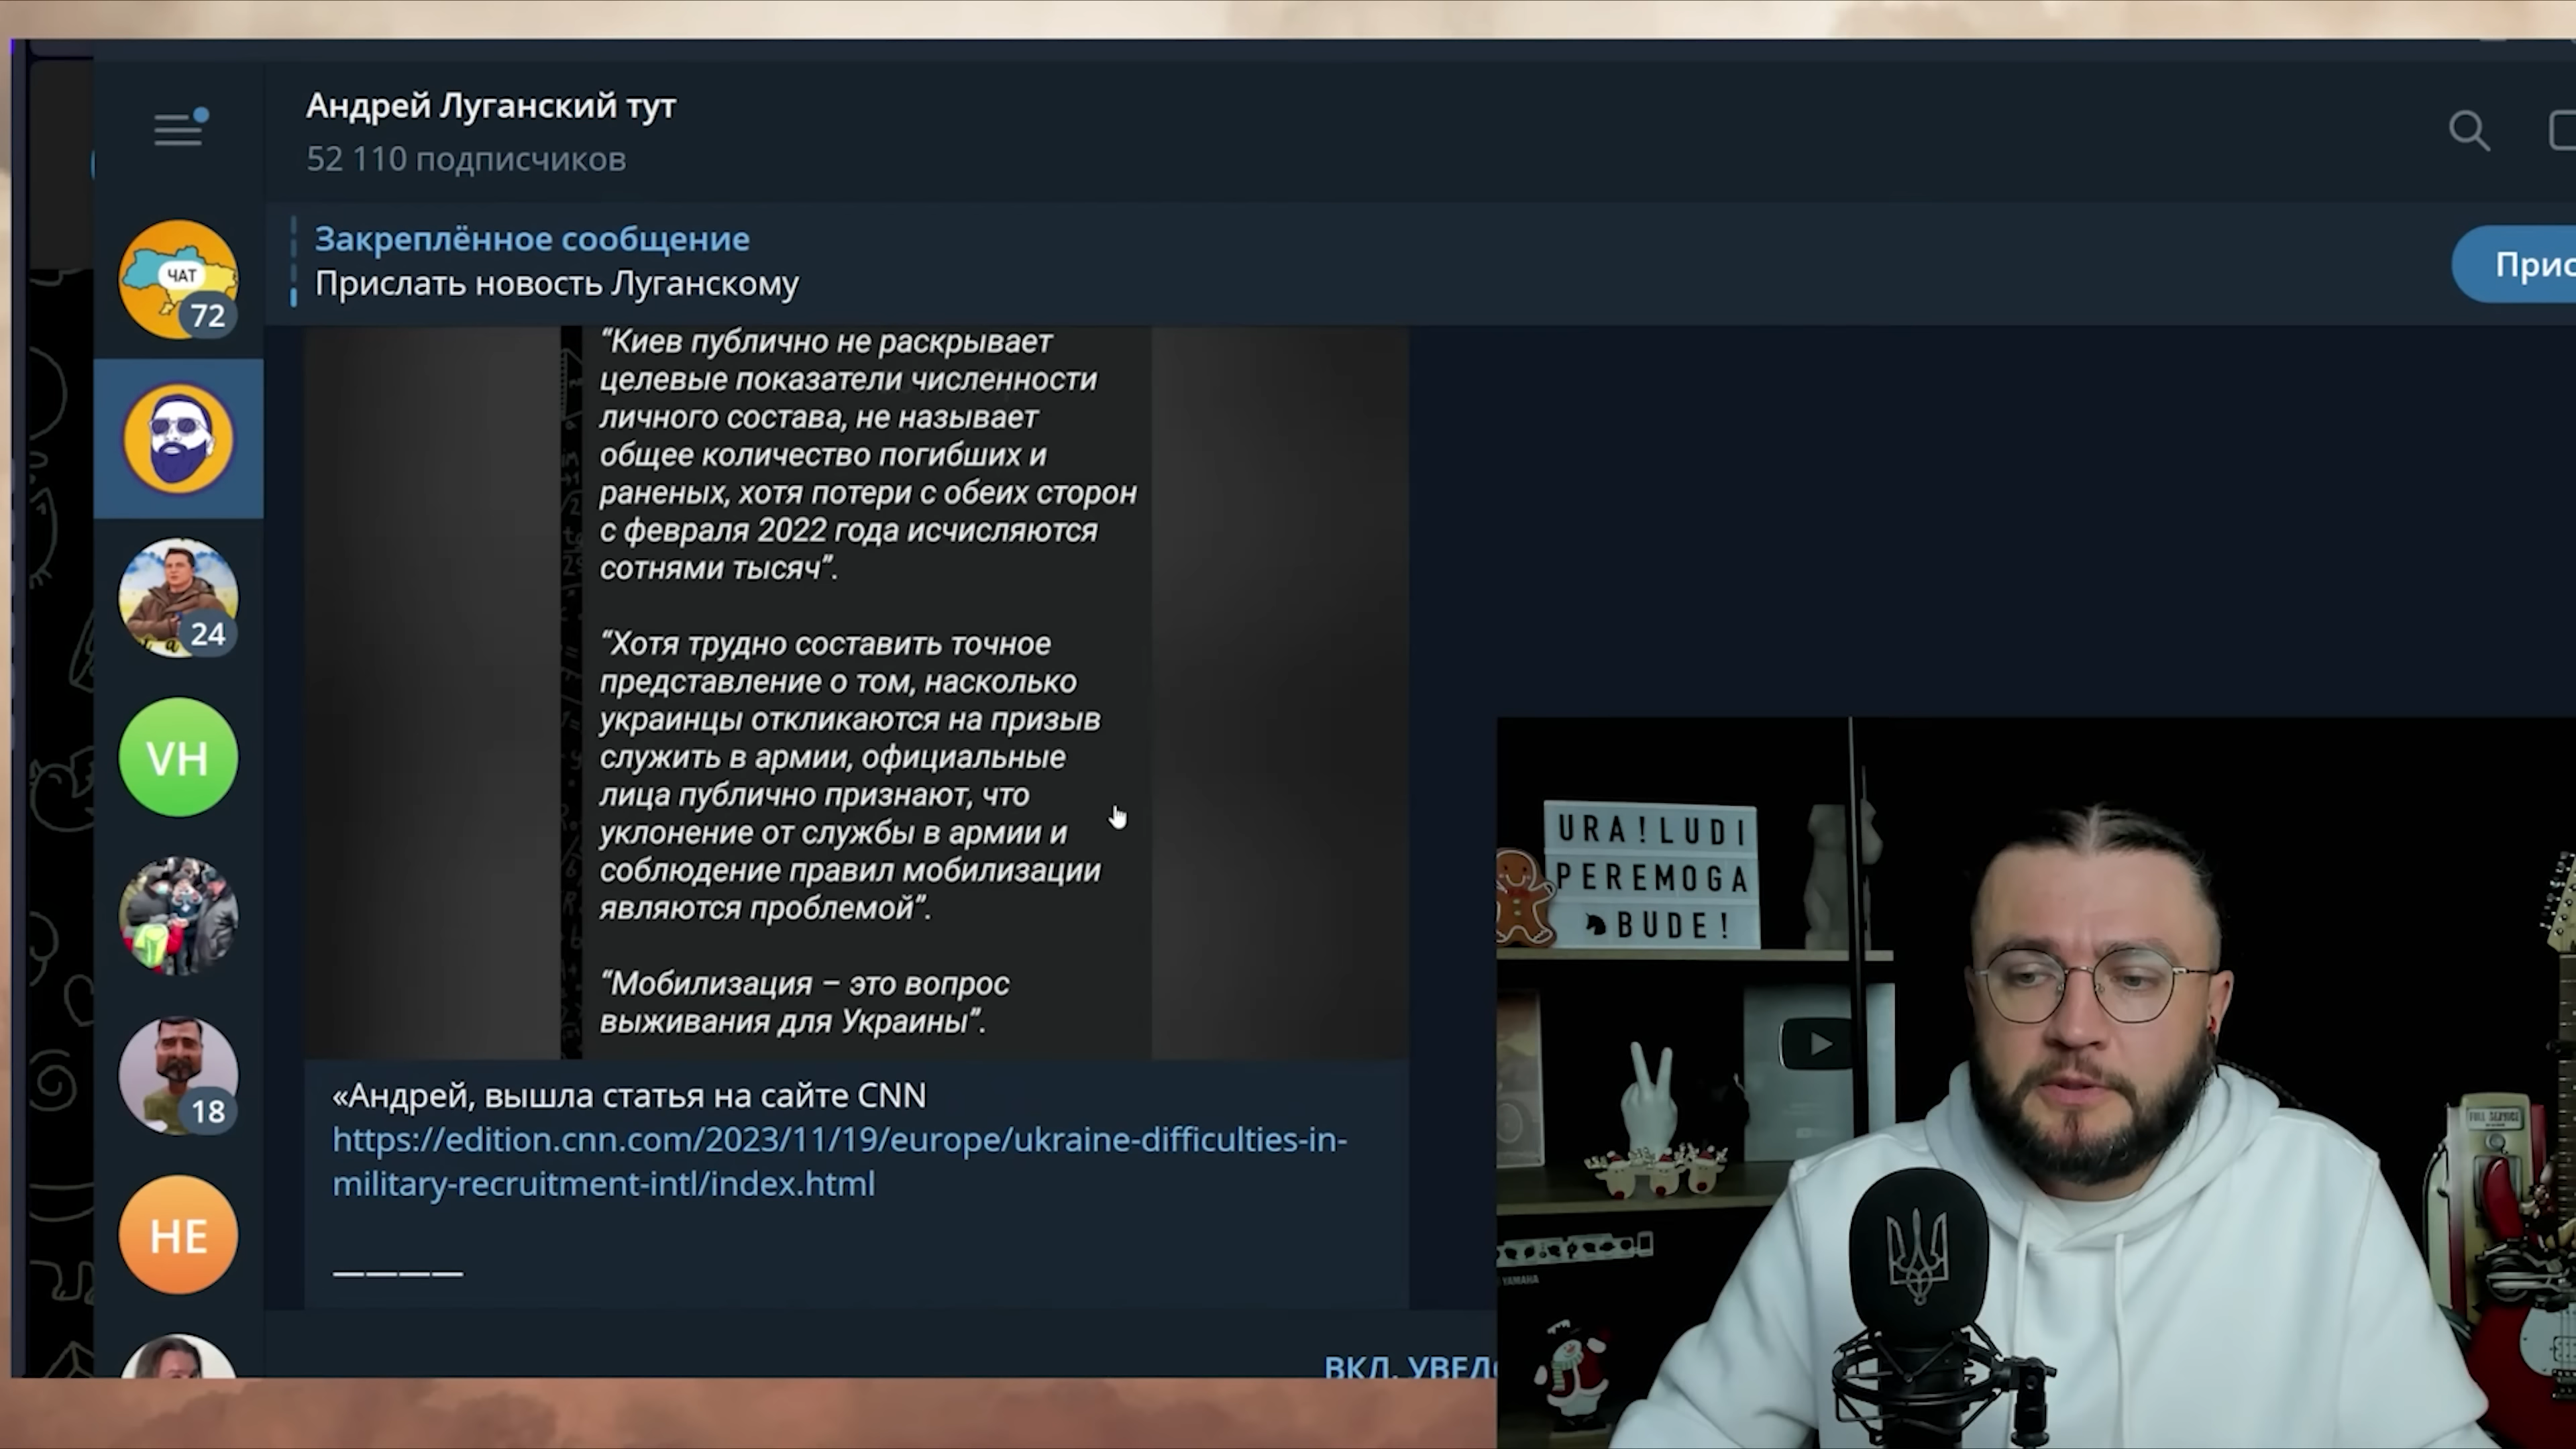 Андрей Луганский тут
52 110 подписчиков
Закреплённое сообщение
Прислать новость Луганскому
ЧАТ
72
24
VH
18
HE
“Киев публично не раскрывает
целевые показатели численности
личного состава, не называет
общее количество погибших и
раненых, хотя потери с обеих сторон
с февраля 2022 года исчисляются
сотнями тысяч”.
“Хотя трудно составить точное
представление о том, насколько
украинцы откликаются на призыв
служить в армии, официальные
лица публично признают, что
уклонение от службы в армии и
соблюдение правил мобилизации
являются проблемой”.
“Мобилизация – это вопрос
выживания для Украины”.
«Андрей, вышла статья на сайте CNN
https://edition.cnn.com/2023/11/19/europe/ukraine-difficulties-in-
military-recruitment-intl/index.html
————
ВКЛ.
URA!LUDI
PEREMOGA
BUDE!
YAMAHA
FULL SERVICE